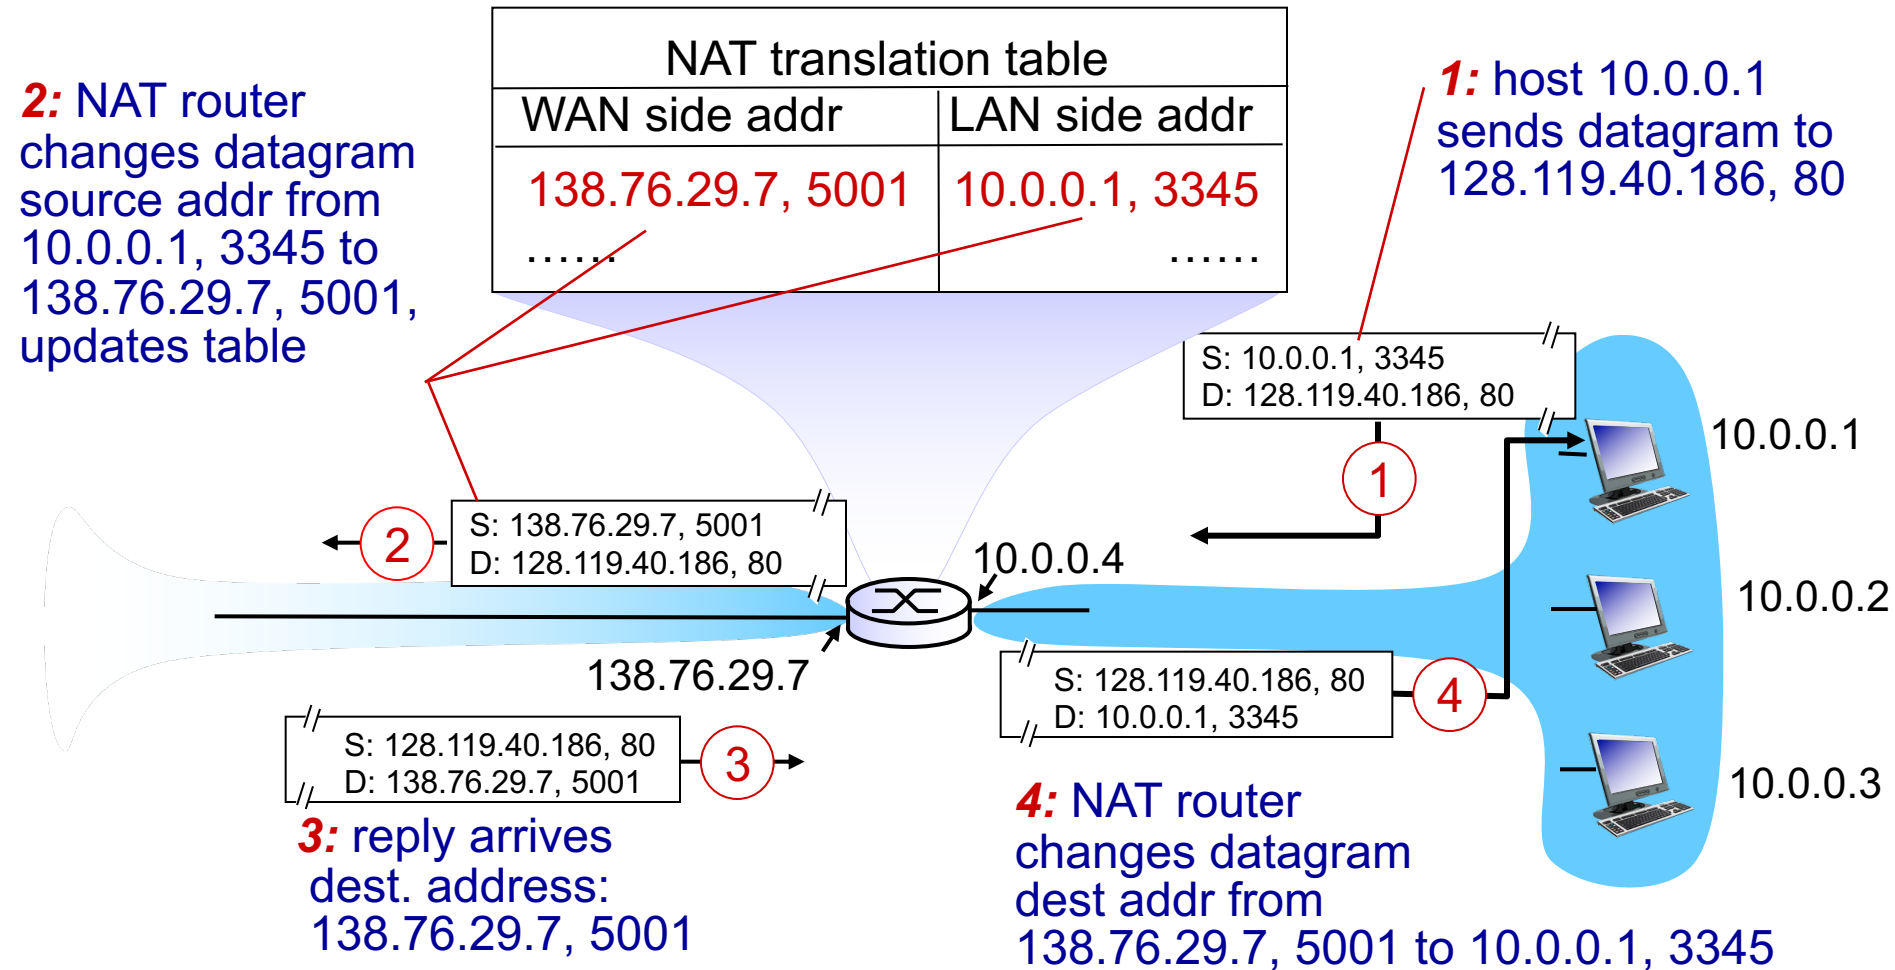 NAT translation table
WAN side addr
LAN side addr
138.76.29.7, 5001
10.0.0.1, 3345
......
......
2: NAT router
changes datagram
source addr from
10.0.0.1, 3345 to
138.76.29.7, 5001,
updates table
1: host 10.0.0.1
sends datagram to
128.119.40.186, 80
S: 10.0.0.1, 3345
D: 128.119.40.186, 80
1
10.0.0.1
2
S: 138.76.29.7, 5001
D: 128.119.40.186, 80
10.0.0.4
10.0.0.2
138.76.29.7
S: 128.119.40.186, 80
D: 10.0.0.1, 3345
4
S: 128.119.40.186, 80
D: 138.76.29.7, 5001
3
10.0.0.3
3: reply arrives
dest. address:
138.76.29.7, 5001
4: NAT router
changes datagram
dest addr from
138.76.29.7, 5001 to 10.0.0.1, 3345